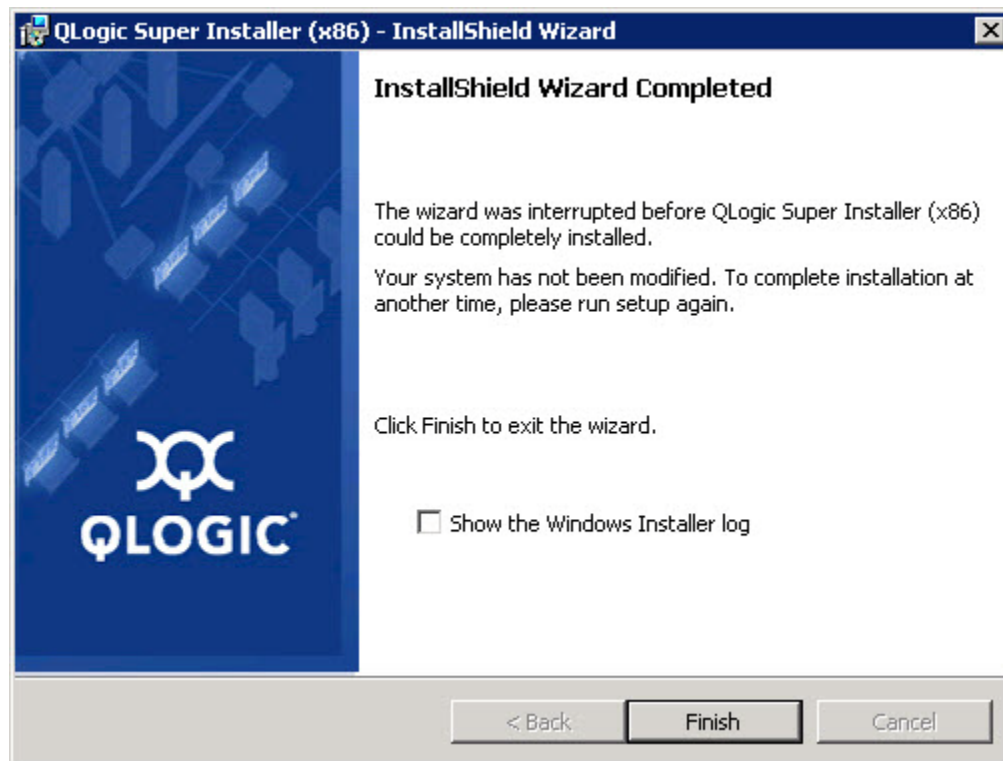 QLogic Super Installer (x86) - InstallShield Wizard
InstallShield Wizard Completed
The wizard was interrupted before QLogic Super Installer (x86)
could be completely installed.
Your system has not been modified. To complete installation at
another time, please run setup again.
Click Finish to exit the wizard.
QLOGIC
Show the Windows Installer log
< Back
Finish
Cancel